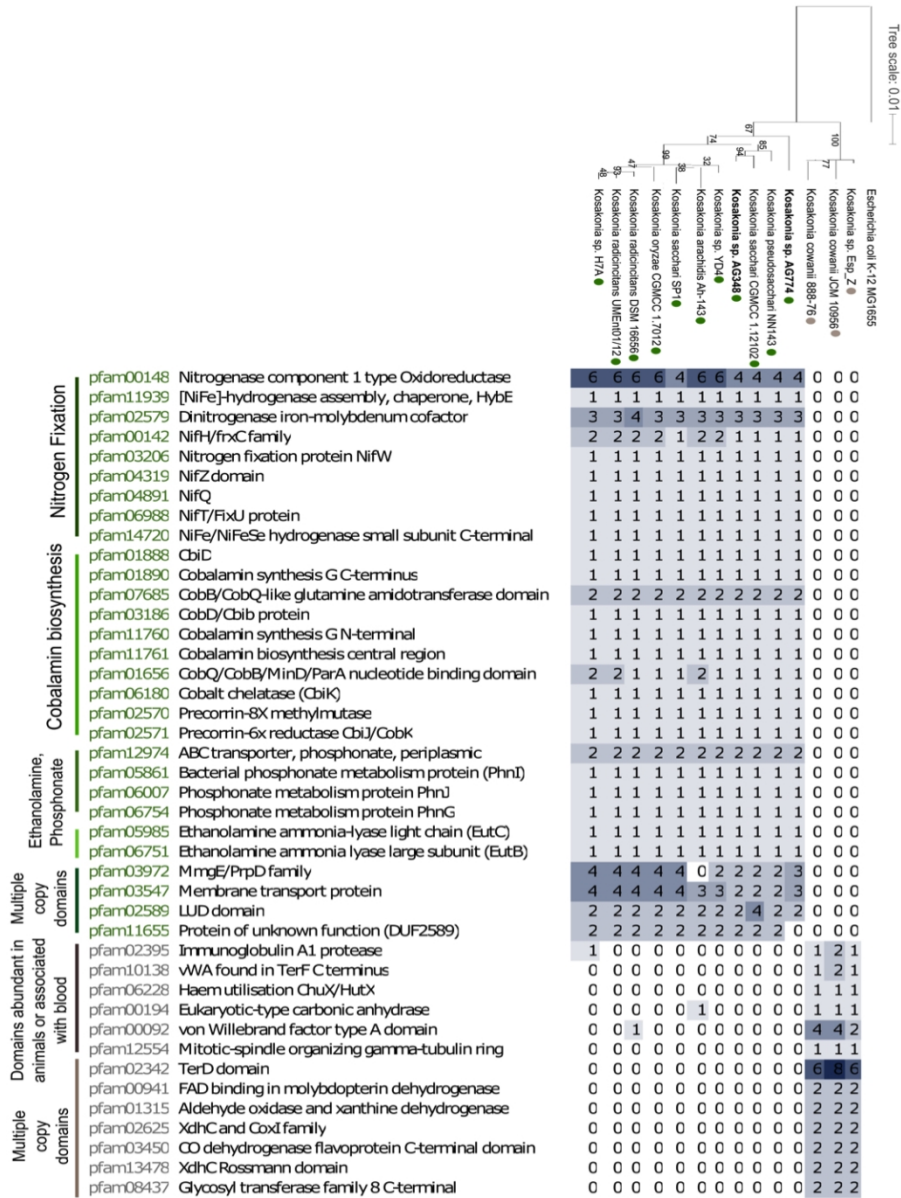 Tree scale: 0.01
67
100
77
74
85
94
99
32
38
47
93
48
Kosakonia sp. H7A
Kosakonia radicincitans UMEnt01/12
Kosakonia radicincitans DSM 16656
Kosakonia oryzae CGMCC 1.7012
Kosakonia sacchari SP1
Kosakonia arachidis Ah-143
Kosakonia sp. YD4
Kosakonia sp. AG348
Kosakonia sacchari CGMCC 1.12102
Kosakonia pseudosacchari NN143
Kosakonia sp. AG774
Kosakonia cowanii 888-76
Kosakonia cowanii JCM 10956
Kosakonia sp. Esp_Z
Escherichia coli K-12 MG1655
Nitrogen Fixation
pfam00148 Nitrogenase component 1 type Oxidoreductase 6 6 6 6 4 6 6 4 4 4 4 0 0 0
pfam11939 [NiFe]-hydrogenase assembly, chaperone, HybE 1 1 1 1 1 1 1 1 1 1 1 0 0 0
pfam02579 Dinitrogenase iron-molybdenum cofactor 3 3 4 3 3 3 3 3 3 3 3 0 0 0
pfam00142 NifH/frxC family 2 2 2 2 1 2 2 1 1 1 1 0 0 0
pfam03206 Nitrogen fixation protein NifW 1 1 1 1 1 1 1 1 1 1 1 0 0 0
pfam04319 NifZ domain 1 1 1 1 1 1 1 1 1 1 1 0 0 0
pfam04891 NifQ 1 1 1 1 1 1 1 1 1 1 1 0 0 0
pfam06988 NifT/FixU protein 1 1 1 1 1 1 1 1 1 1 1 0 0 0
pfam14720 NiFe/NiFeSe hydrogenase small subunit C-terminal 1 1 1 1 1 1 1 1 1 1 1 0 0 0
Cobalamin biosynthesis
pfam01888 CbiD 1 1 1 1 1 1 1 1 1 1 1 0 0 0
pfam01890 Cobalamin synthesis G C-terminus 1 1 1 1 1 1 1 1 1 1 1 0 0 0
pfam07685 CobB/CobQ-like glutamine amidotransferase domain 2 2 2 2 2 2 2 2 2 2 2 0 0 0
pfam03186 CobD/Cbib protein 1 1 1 1 1 1 1 1 1 1 1 0 0 0
pfam11760 Cobalamin synthesis G N-terminal 1 1 1 1 1 1 1 1 1 1 1 0 0 0
pfam11761 Cobalamin biosynthesis central region 1 1 1 1 1 1 1 1 1 1 1 0 0 0
pfam01656 CobQ/CobB/MinD/ParA nucleotide binding domain 2 2 1 1 1 2 1 1 1 1 1 0 0 0
pfam06180 Cobalt chelatase (CbiK) 1 1 1 1 1 1 1 1 1 1 1 0 0 0
pfam02570 Precorrin-8X methylmutase 1 1 1 1 1 1 1 1 1 1 1 0 0 0
pfam02571 Precorrin-6x reductase CbiJ/CobK 1 1 1 1 1 1 1 1 1 1 1 0 0 0
Ethanolamine,
Phosphonate
pfam12974 ABC transporter, phosphonate, periplasmic 2 2 2 2 2 2 2 2 2 2 2 0 0 0
pfam05861 Bacterial phosphonate metabolism protein (PhnI) 1 1 1 1 1 1 1 1 1 1 1 0 0 0
pfam06007 Phosphonate metabolism protein PhnJ 1 1 1 1 1 1 1 1 1 1 1 0 0 0
pfam06754 Phosphonate metabolism protein PhnG 1 1 1 1 1 1 1 1 1 1 1 0 0 0
pfam05985 Ethanolamine ammonia-lyase light chain (EutC) 1 1 1 1 1 1 1 1 1 1 1 0 0 0
pfam06751 Ethanolamine ammonia lyase large subunit (EutB) 1 1 1 1 1 1 1 1 1 1 1 0 0 0
Multiple
copy
domains
pfam03972 MmgE/PrpD family 4 4 4 4 4 0 2 2 2 2 3 0 0 0
pfam03547 Membrane transport protein 4 4 4 4 4 3 3 2 2 2 3 0 0 0
pfam02589 LUD domain 2 2 2 2 2 2 2 2 4 2 2 0 0 0
pfam11655 Protein of unknown function (DUF2589) 2 2 2 2 2 2 2 2 2 2 0 0 0 0
Domains abundant in
animals or associated
with blood
pfam02395 Immunoglobulin A1 protease 1 0 0 0 0 0 0 0 0 0 0 1 2 1
pfam10138 vWA found in TerF C terminus 0 0 0 0 0 0 0 0 0 0 0 1 2 1
pfam06228 Haem utilisation ChuX/HutX 0 0 0 0 0 0 0 0 0 0 0 1 1 1
pfam00194 Eukaryotic-type carbonic anhydrase 0 0 0 0 0 1 0 0 0 0 0 1 1 1
pfam00092 von Willebrand factor type A domain 0 0 1 0 0 0 0 0 0 0 0 4 4 2
pfam12554 Mitotic-spindle organizing gamma-tubulin ring 0 0 0 0 0 0 0 0 0 0 0 1 1 1
Multiple
copy
domains
pfam02342 TerD domain 0 0 0 0 0 0 0 0 0 0 0 6 8 6
pfam00941 FAD binding in molybdopterin dehydrogenase 0 0 0 0 0 0 0 0 0 0 0 2 2 2
pfam01315 Aldehyde oxidase and xanthine dehydrogenase 0 0 0 0 0 0 0 0 0 0 0 2 2 2
pfam02625 XdhC and CoxI family 0 0 0 0 0 0 0 0 0 0 0 2 2 2
pfam03450 CO dehydrogenase flavoprotein C-terminal domain 0 0 0 0 0 0 0 0 0 0 0 2 2 2
pfam13478 XdhC Rossmann domain 0 0 0 0 0 0 0 0 0 0 0 2 2 2
pfam08437 Glycosyl transferase family 8 C-terminal 0 0 0 0 0 0 0 0 0 0 0 2 2 2